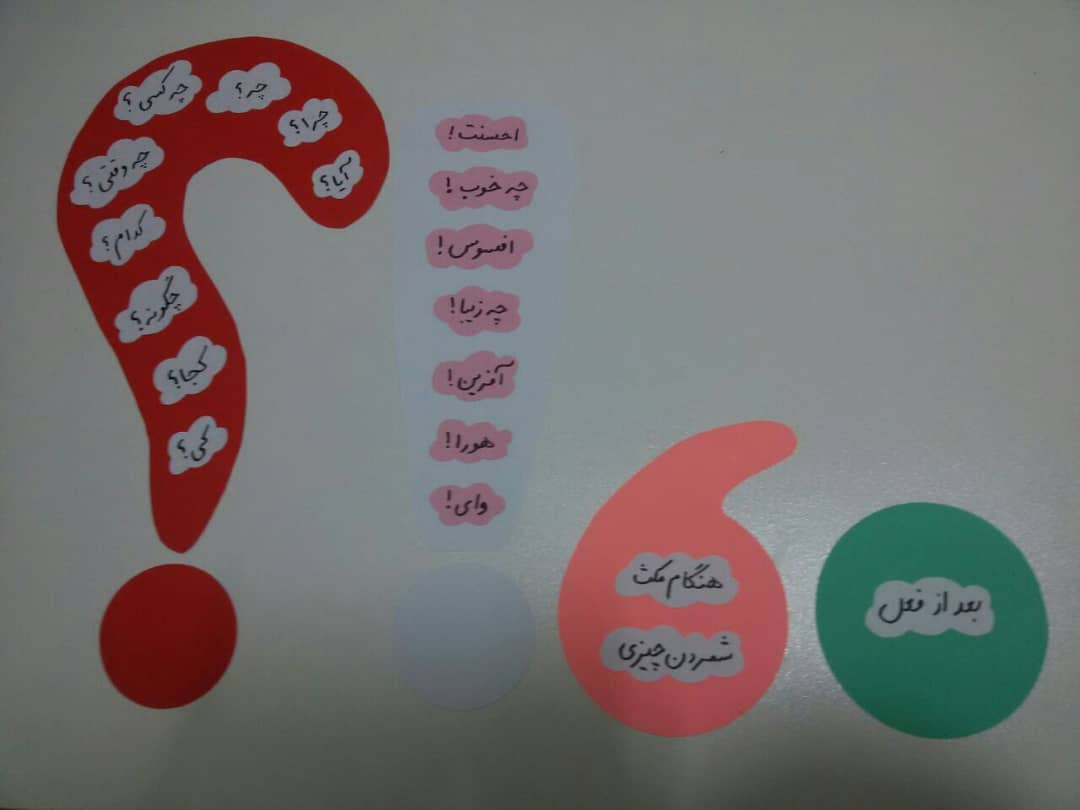 آیا؟
چرا؟
چه؟
چه کسی؟
چه وقتی؟
کدام؟
چگونه؟
کجا؟
کی؟
احسنت!
چه خوب!
افسوس!
چه زیبا!
آفرین!
هورا!
وای!
هنگام مکث
شمردن چیزی
بعد از فعل